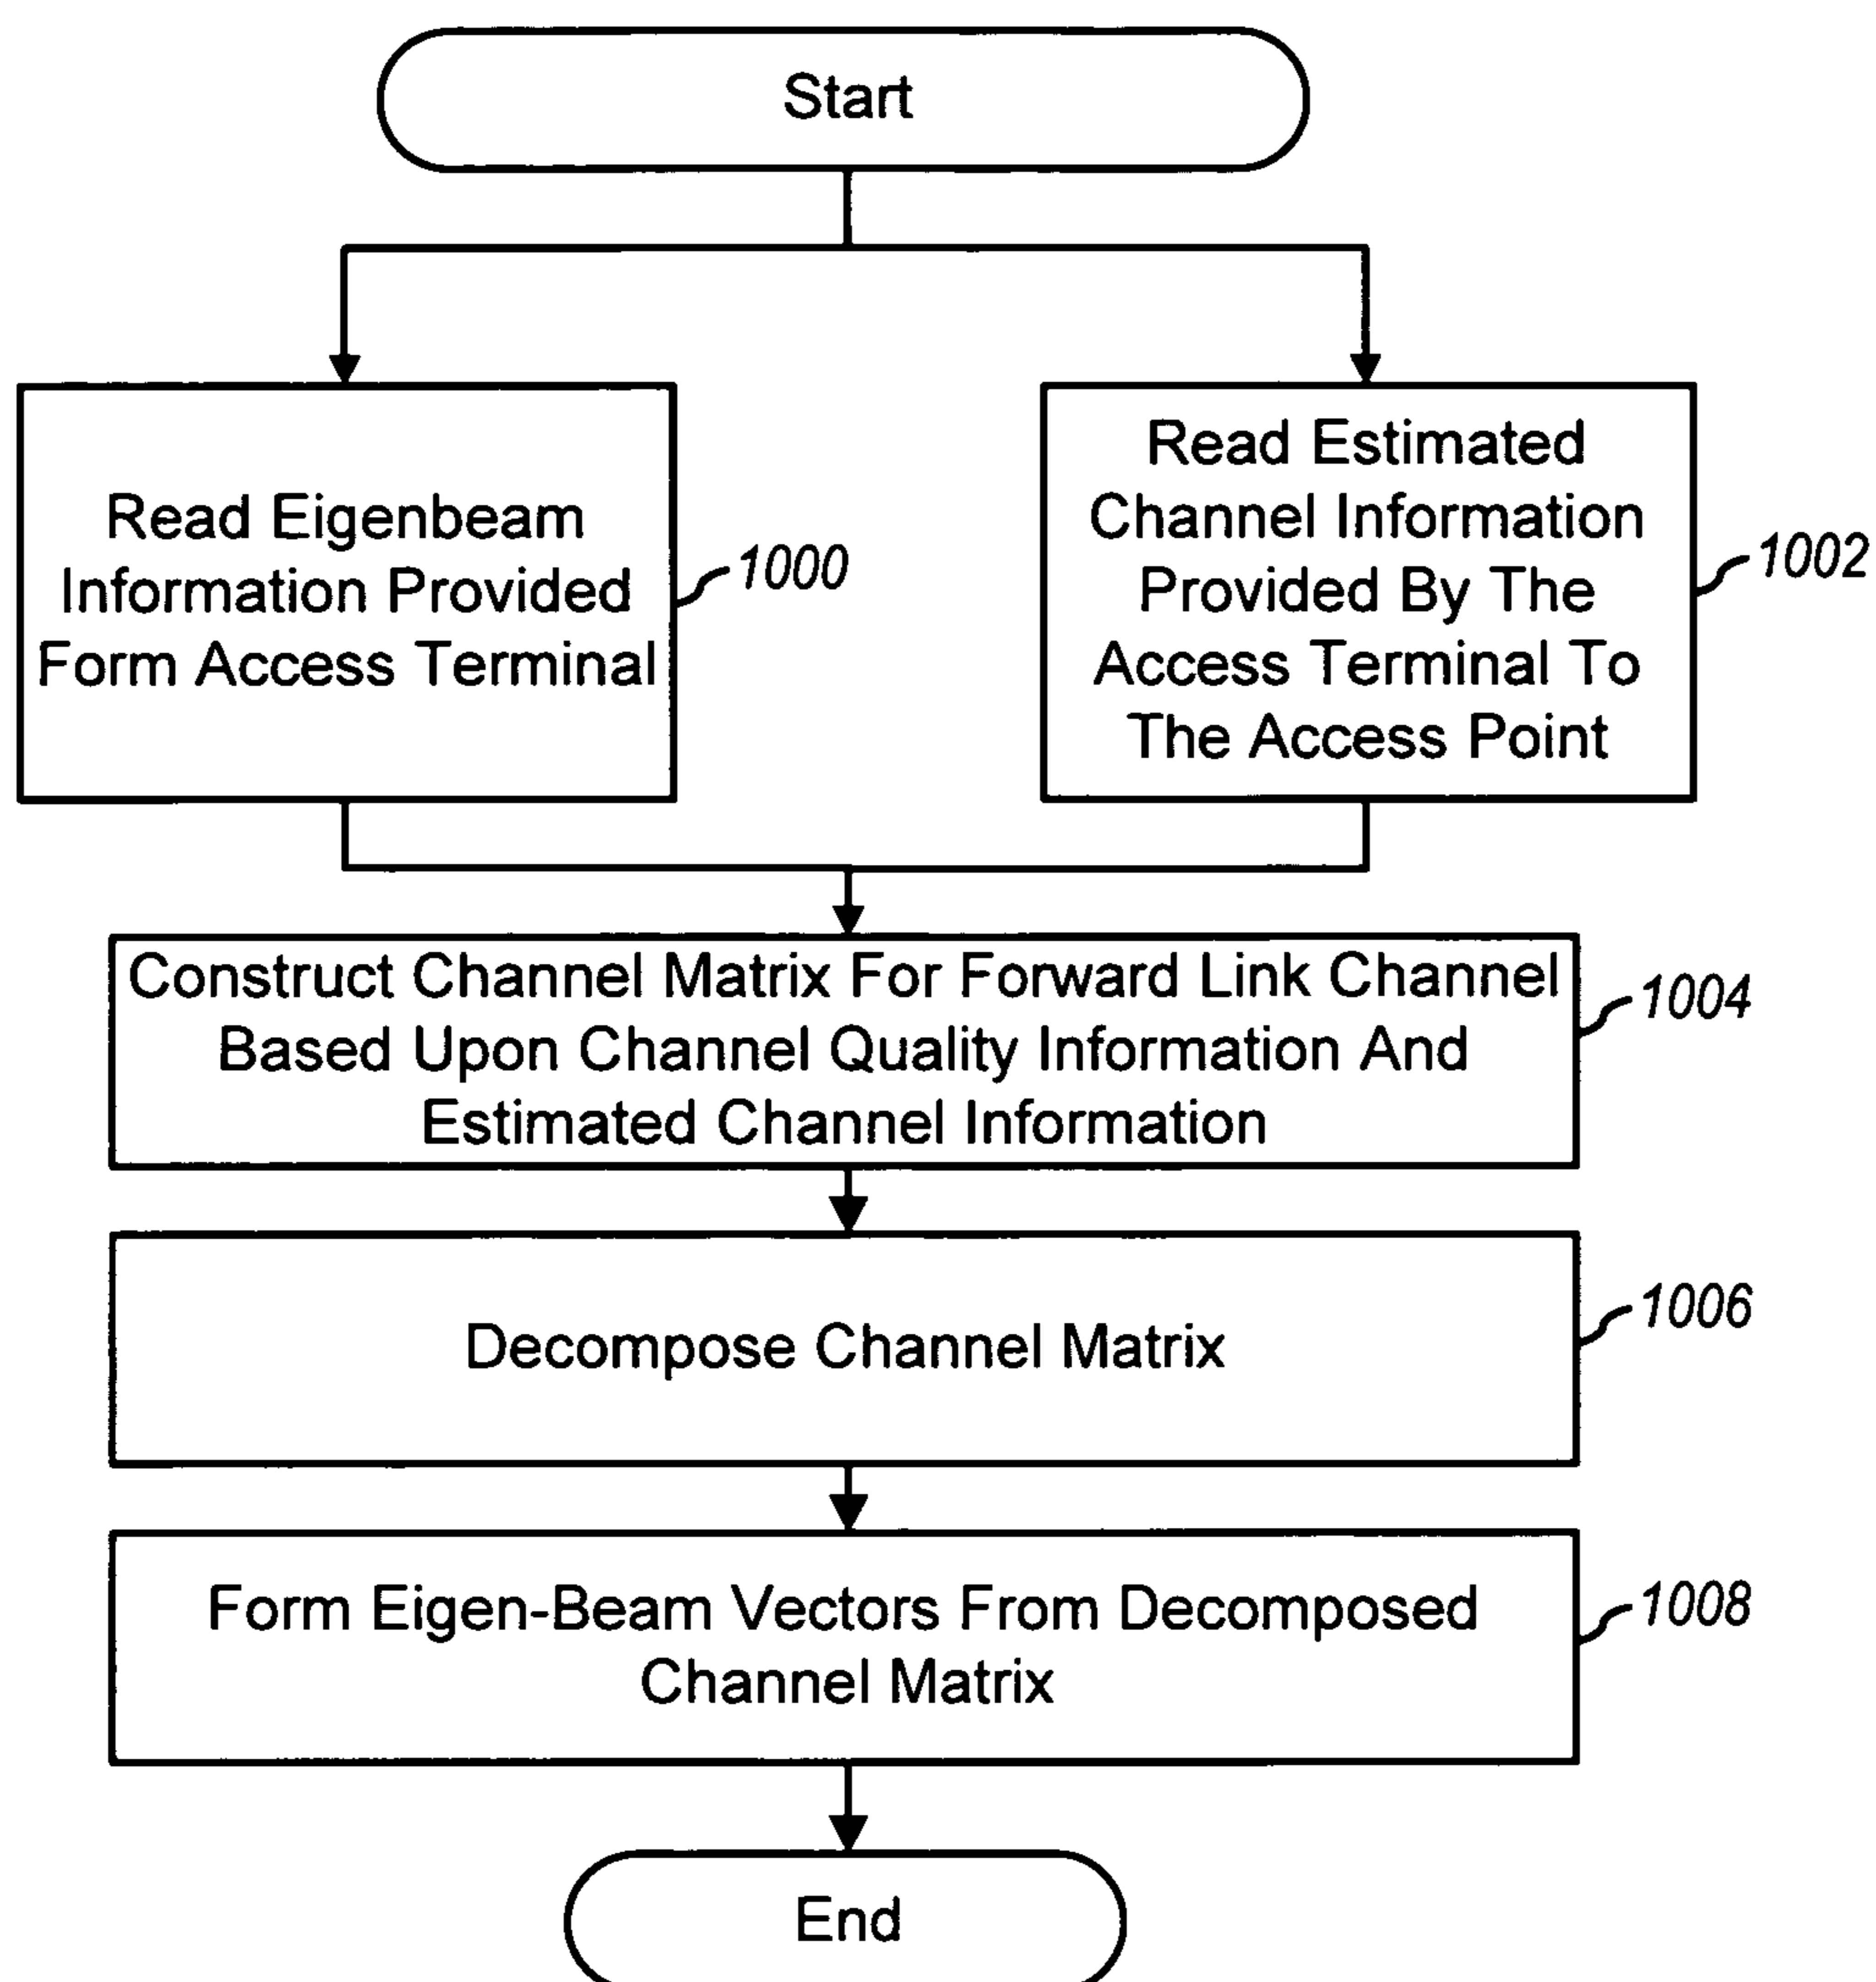 Start
Read Eigenbeam
Information Provided
Form Access Terminal
1000
Read Estimated
Channel Information
Provided By The
Access Terminal To
The Access Point
1002
Construct Channel Matrix For Forward Link Channel
Based Upon Channel Quality Information And
Estimated Channel Information
1004
Decompose Channel Matrix
1006
Form Eigen-Beam Vectors From Decomposed
Channel Matrix
1008
End